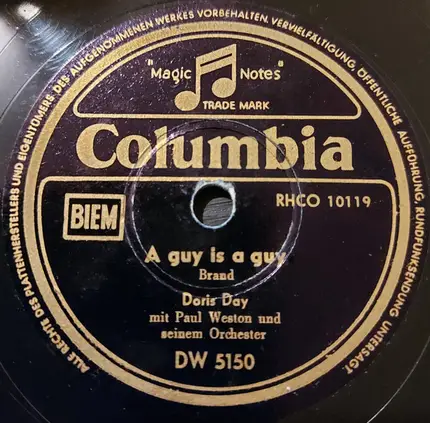 ALLE RECHTE DES PLATTENHERSTELLERS UND EIGENTÜMERS DES AUFGENOMMENEN WERKES VORBEHALTEN. VERVIELFÄLTIGUNG, ÖFFENTLICHE AUFFÜHRUNG, RUNDFUNKSENDUNG UNTERSAGT.
"Magic Notes"
TRADE MARK
Columbia
RHCO 10119
BIEM
A guy is a guy
Brand
Doris Day
mit Paul Weston und
seinem Orchester
DW 5150